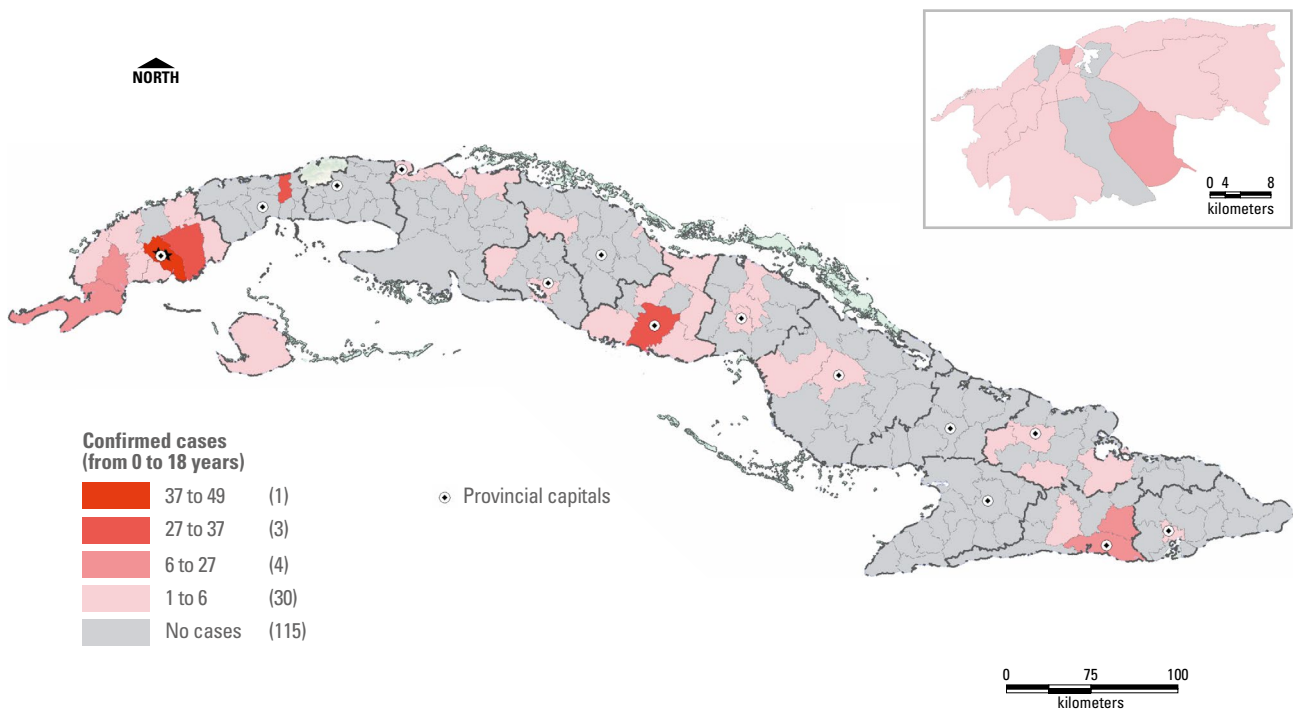 NORTH
0 4 8
kilometers
Confirmed cases
(from 0 to 18 years)
37 to 49 (1)
27 to 37 (3)
6 to 27 (4)
1 to 6 (30)
No cases (115)
Provincial capitals
0 75 100
kilometers